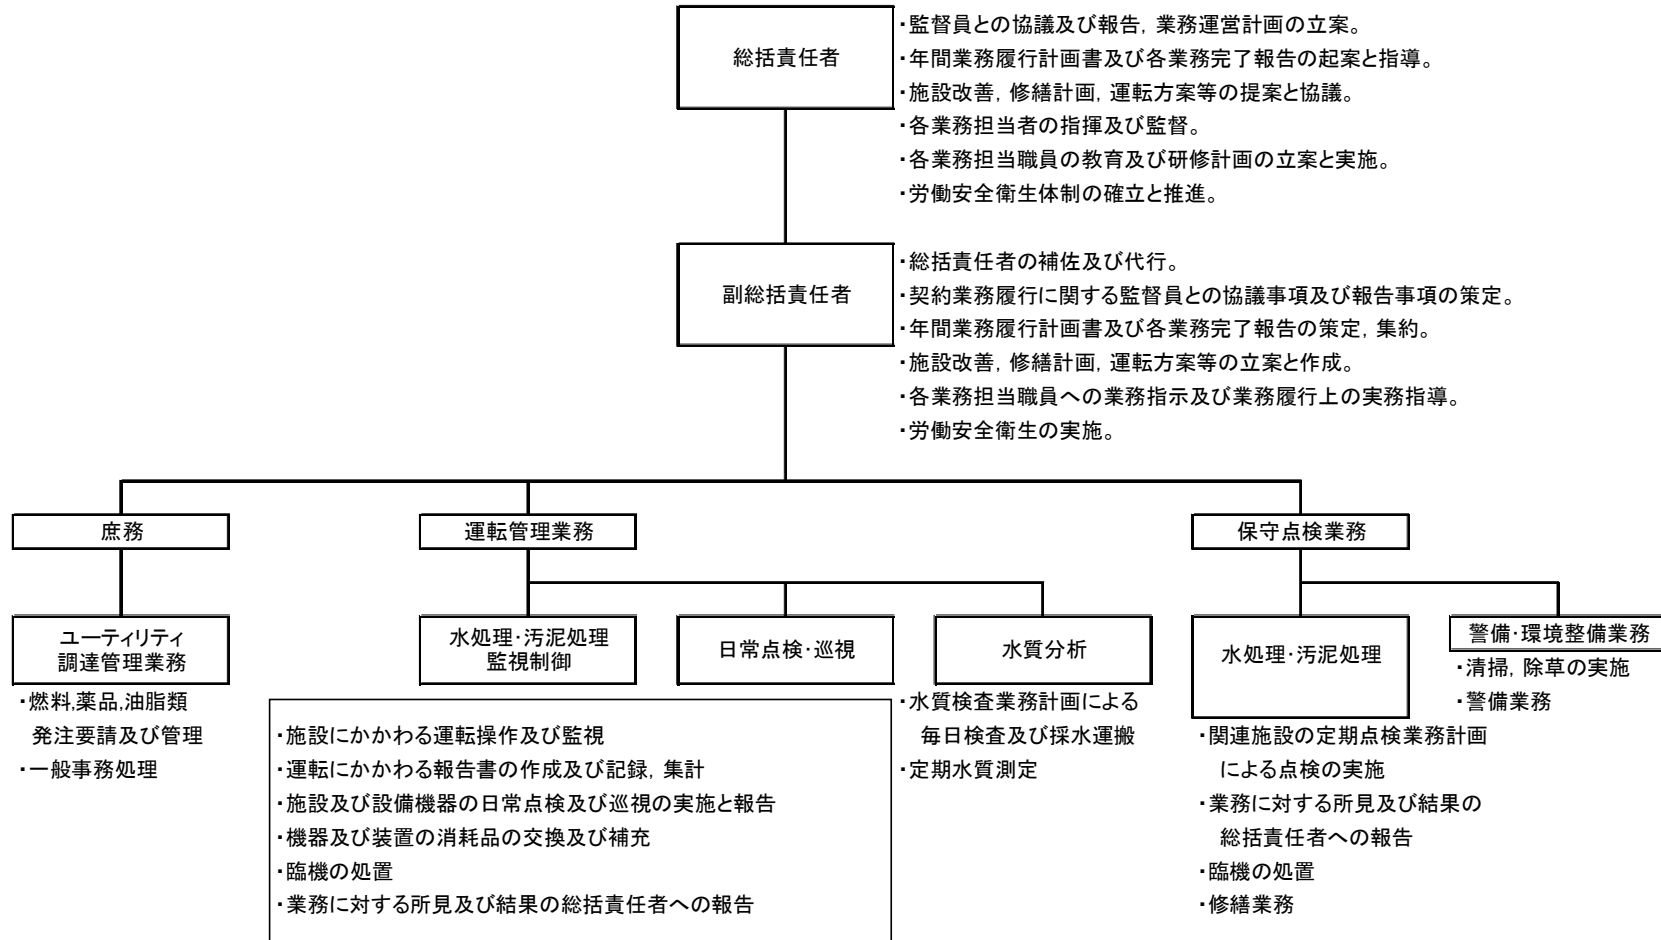 総括責任者
・監督員との協議及び報告, 業務運営計画の立案。
・年間業務履行計画書及び各業務完了報告の起案と指導。
・施設改善, 修繕計画, 運転方案等の提案と協議。
・各業務担当者の指揮及び監督。
・各業務担当職員の教育及び研修計画の立案と実施。
・労働安全衛生体制の確立と推進。
副総括責任者
・総括責任者の補佐及び代行。
・契約業務履行に関する監督員との協議事項及び報告事項の策定。
・年間業務履行計画書及び各業務完了報告の策定, 集約。
・施設改善, 修繕計画, 運転方案等の立案と作成。
・各業務担当職員への業務指示及び業務履行上の実務指導。
・労働安全衛生の実施。
庶務
運転管理業務
保守点検業務
ユーティリティ
調達管理業務
・燃料,薬品,油脂類
発注要請及び管理
・一般事務処理
水処理・汚泥処理
監視制御
日常点検・巡視
・施設にかかわる運転操作及び監視
・運転にかかわる報告書の作成及び記録, 集計
・施設及び設備機器の日常点検及び巡視の実施と報告
・機器及び装置の消耗品の交換及び補充
・臨機の処置
・業務に対する所見及び結果の総括責任者への報告
水質分析
・水質検査業務計画による
毎日検査及び採水運搬
・定期水質測定
水処理・汚泥処理
・関連施設の定期点検業務計画
による点検の実施
・業務に対する所見及び結果の
総括責任者への報告
・臨機の処置
・修繕業務
警備・環境整備業務
・清掃, 除草の実施
・警備業務